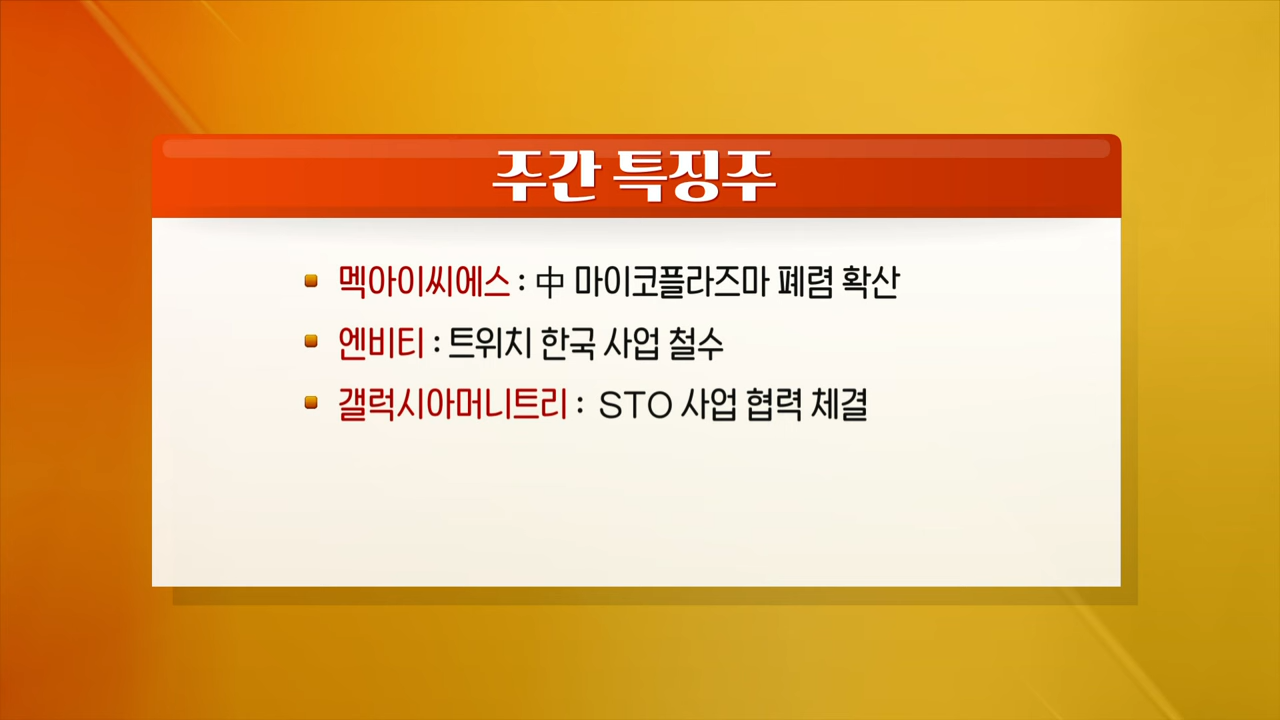 주간 특징주
멕아이씨에스 : 中 마이코플라즈마 폐렴 확산
엔비티 : 트위치 한국 사업 철수
갤럭시아머니트리 : STO 사업 협력 체결